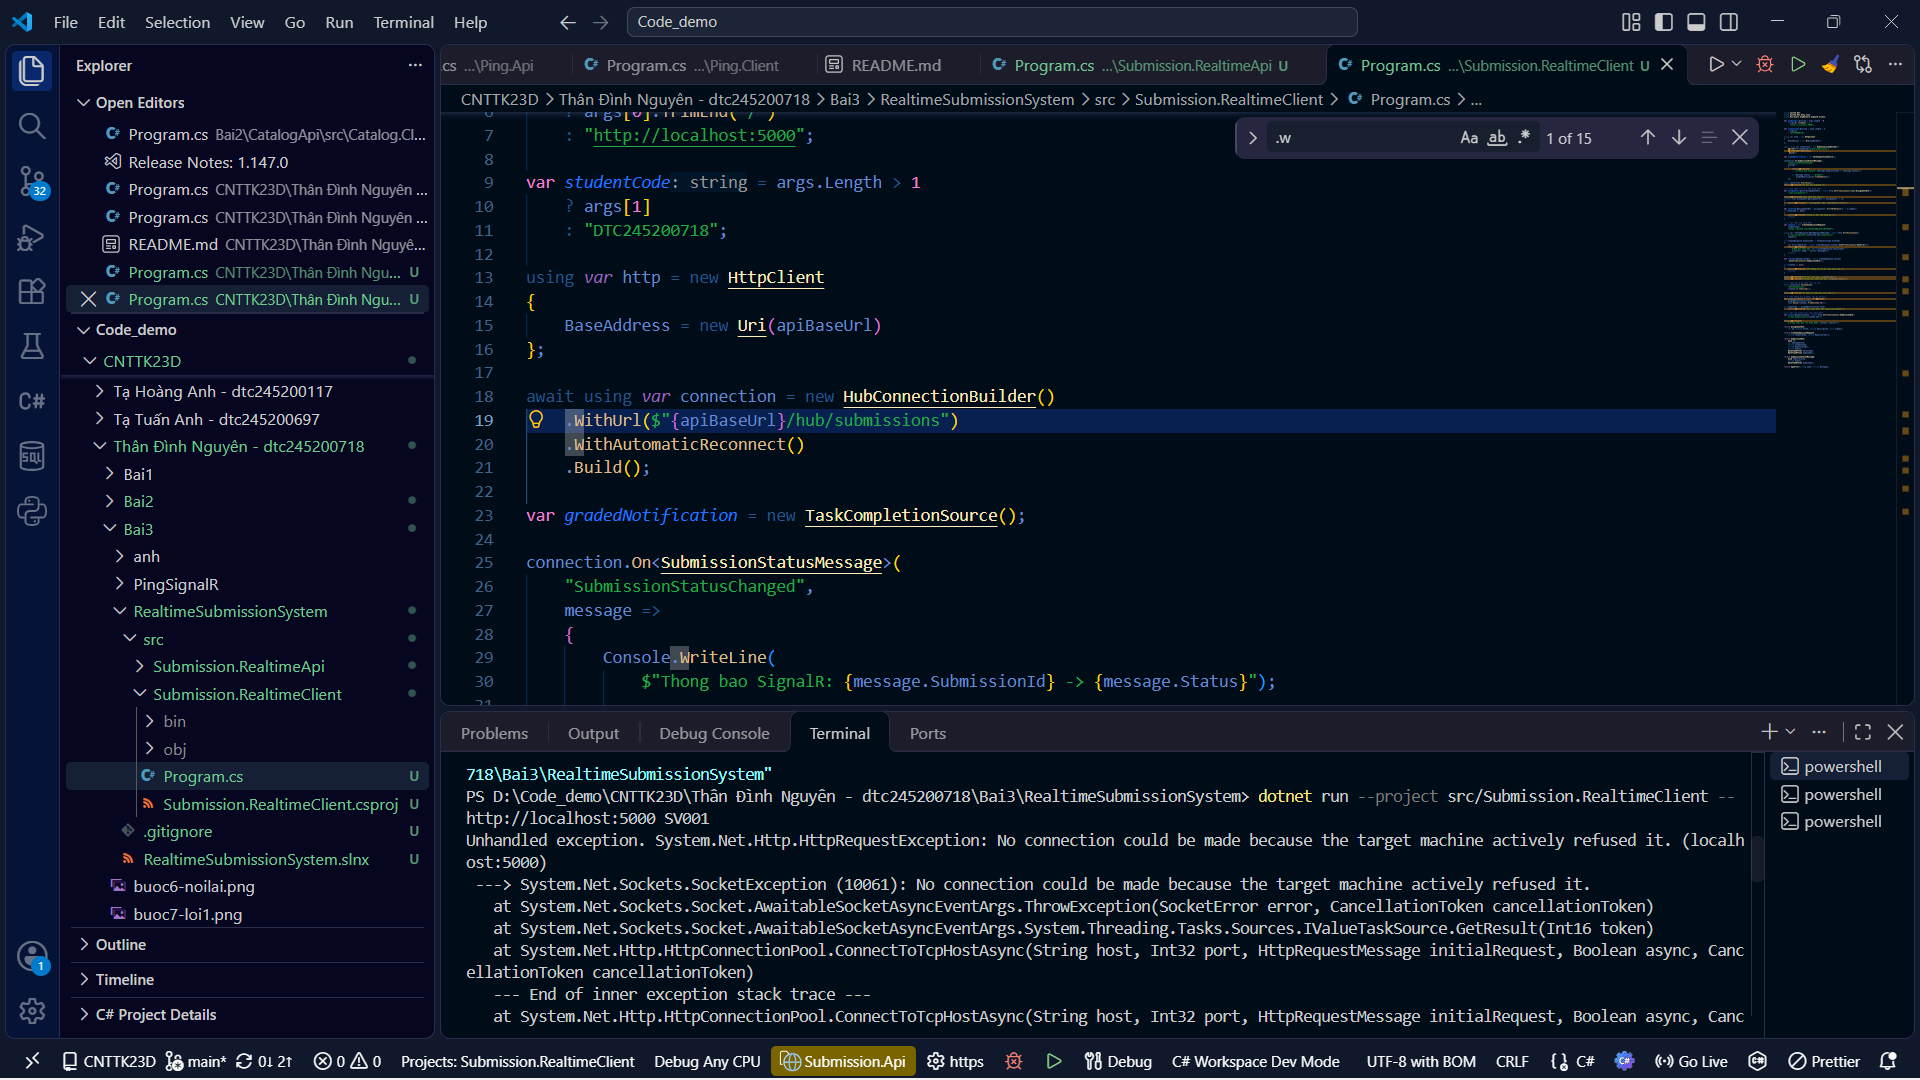 File Edit Selection View Go Run Terminal Help
Code_demo
Explorer
Open Editors
Program.cs Bai2\CatalogApi\src\Catalog.Cl...
Release Notes: 1.147.0
Program.cs CNTTK23D\Thân Đình Nguyên ...
Program.cs CNTTK23D\Thân Đình Nguyên ...
README.md CNTTK23D\Thân Đình Nguyê...
Program.cs CNTTK23D\Thân Đình Ngu... U
Program.cs CNTTK23D\Thân Đình Ngu... U
Code_demo
CNTTK23D
Tạ Hoàng Anh - dtc245200117
Tạ Tuấn Anh - dtc245200697
Thân Đình Nguyên - dtc245200718
Bai1
Bai2
Bai3
anh
PingSignalR
RealtimeSubmissionSystem
src
Submission.RealtimeApi
Submission.RealtimeClient
bin
obj
Program.cs U
Submission.RealtimeClient.csproj U
.gitignore U
RealtimeSubmissionSystem.slnx U
buoc6-noilai.png
buoc7-loi1.png
Outline
Timeline
C# Project Details
32
C#
SQL
1
.cs ...\Ping.Api
Program.cs ...\Ping.Client
README.md
Program.cs ...\Submission.RealtimeApi U
Program.cs ...\Submission.RealtimeClient U
CNTTK23D > Thân Đình Nguyên - dtc245200718 > Bai3 > RealtimeSubmissionSystem > src > Submission.RealtimeClient > Program.cs > ...
.w Aa ab .* 1 of 15
6 ? args[0].TrimEnd('/')
7 : "http://localhost:5000";
8
9 var studentCode: string = args.Length > 1
10 ? args[1]
11 : "DTC245200718";
12
13 using var http = new HttpClient
14 {
15 BaseAddress = new Uri(apiBaseUrl)
16 };
17
18 await using var connection = new HubConnectionBuilder()
19 .WithUrl($"{apiBaseUrl}/hub/submissions")
20 .WithAutomaticReconnect()
21 .Build();
22
23 var gradedNotification = new TaskCompletionSource();
24
25 connection.On<SubmissionStatusMessage>(
26 "SubmissionStatusChanged",
27 message =>
28 {
29 Console.WriteLine(
30 $"Thong bao SignalR: {message.SubmissionId} -> {message.Status}");
31
Problems Output Debug Console Terminal Ports
718\Bai3\RealtimeSubmissionSystem"
PS D:\Code_demo\CNTTK23D\Thân Đình Nguyên - dtc245200718\Bai3\RealtimeSubmissionSystem> dotnet run --project src/Submission.RealtimeClient --
http://localhost:5000 SV001
Unhandled exception. System.Net.Http.HttpRequestException: No connection could be made because the target machine actively refused it. (localh
ost:5000)
---> System.Net.Sockets.SocketException (10061): No connection could be made because the target machine actively refused it.
at System.Net.Sockets.Socket.AwaitableSocketAsyncEventArgs.ThrowException(SocketError error, CancellationToken cancellationToken)
at System.Net.Sockets.Socket.AwaitableSocketAsyncEventArgs.System.Threading.Tasks.Sources.IValueTaskSource.GetResult(Int16 token)
at System.Net.Http.HttpConnectionPool.ConnectToTcpHostAsync(String host, Int32 port, HttpRequestMessage initialRequest, Boolean async, Canc
ellationToken cancellationToken)
--- End of inner exception stack trace ---
at System.Net.Http.HttpConnectionPool.ConnectToTcpHostAsync(String host, Int32 port, HttpRequestMessage initialRequest, Boolean async, Canc
powershell
powershell
powershell
CNTTK23D main* 0↓ 2↑ 0 0 Projects: Submission.RealtimeClient Debug Any CPU Submission.Api https Debug C# Workspace Dev Mode UTF-8 with BOM CRLF {} C# Go Live Prettier